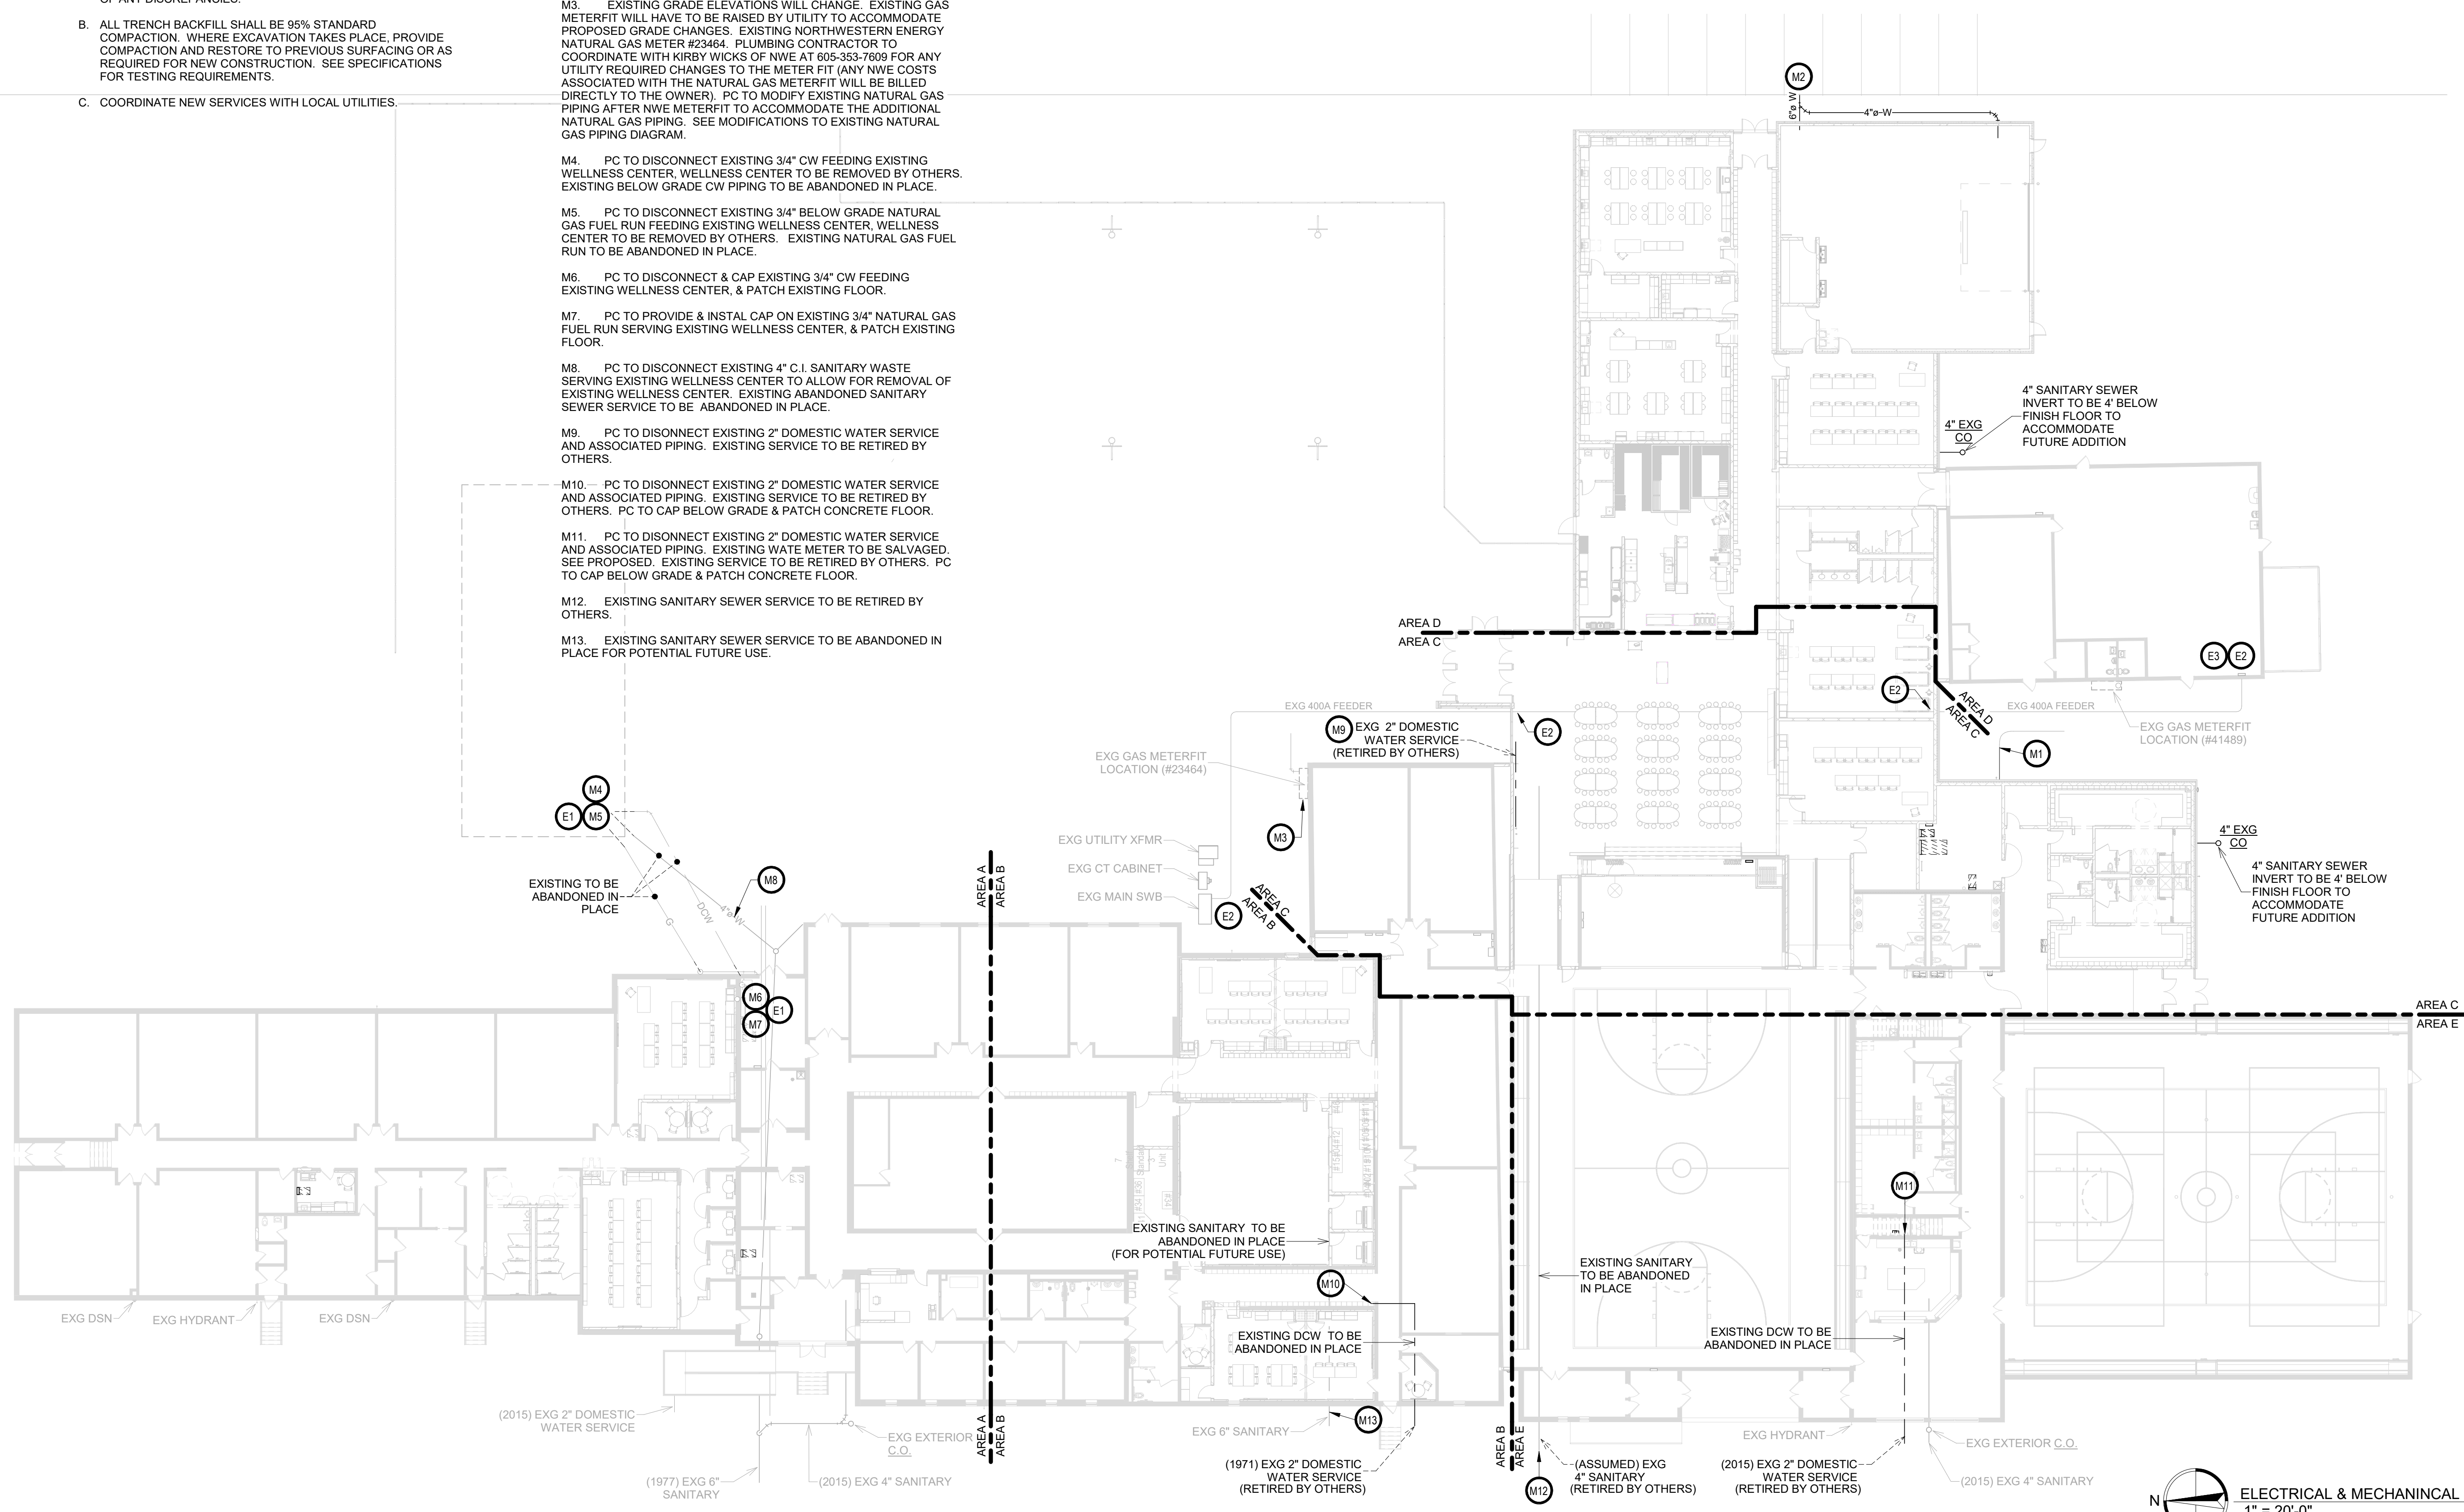 OF ANY DISCREPANCIES.
B. ALL TRENCH BACKFILL SHALL BE 95% STANDARD
COMPACTION. WHERE EXCAVATION TAKES PLACE, PROVIDE
COMPACTION AND RESTORE TO PREVIOUS SURFACING OR AS
REQUIRED FOR NEW CONSTRUCTION. SEE SPECIFICATIONS
FOR TESTING REQUIREMENTS.
C. COORDINATE NEW SERVICES WITH LOCAL UTILITIES.
M3. EXISTING GRADE ELEVATIONS WILL CHANGE. EXISTING GAS
METERFIT WILL HAVE TO BE RAISED BY UTILITY TO ACCOMMODATE
PROPOSED GRADE CHANGES. EXISTING NORTHWESTERN ENERGY
NATURAL GAS METER #23464. PLUMBING CONTRACTOR TO
COORDINATE WITH KIRBY WICKS OF NWE AT 605-353-7609 FOR ANY
UTILITY REQUIRED CHANGES TO THE METER FIT (ANY NWE COSTS
ASSOCIATED WITH THE NATURAL GAS METERFIT WILL BE BILLED
DIRECTLY TO THE OWNER). PC TO MODIFY EXISTING NATURAL GAS
PIPING AFTER NWE METERFIT TO ACCOMMODATE THE ADDITIONAL
NATURAL GAS PIPING. SEE MODIFICATIONS TO EXISTING NATURAL
GAS PIPING DIAGRAM.
M4. PC TO DISCONNECT EXISTING 3/4" CW FEEDING EXISTING
WELLNESS CENTER, WELLNESS CENTER TO BE REMOVED BY OTHERS.
EXISTING BELOW GRADE CW PIPING TO BE ABANDONED IN PLACE.
M5. PC TO DISCONNECT EXISTING 3/4" BELOW GRADE NATURAL
GAS FUEL RUN FEEDING EXISTING WELLNESS CENTER, WELLNESS
CENTER TO BE REMOVED BY OTHERS. EXISTING NATURAL GAS FUEL
RUN TO BE ABANDONED IN PLACE.
M6. PC TO DISCONNECT & CAP EXISTING 3/4" CW FEEDING
EXISTING WELLNESS CENTER, & PATCH EXISTING FLOOR.
M7. PC TO PROVIDE & INSTAL CAP ON EXISTING 3/4" NATURAL GAS
FUEL RUN SERVING EXISTING WELLNESS CENTER, & PATCH EXISTING
FLOOR.
M8. PC TO DISCONNECT EXISTING 4" C.I. SANITARY WASTE
SERVING EXISTING WELLNESS CENTER TO ALLOW FOR REMOVAL OF
EXISTING WELLNESS CENTER. EXISTING ABANDONED SANITARY
SEWER SERVICE TO BE ABANDONED IN PLACE.
M9. PC TO DISONNECT EXISTING 2" DOMESTIC WATER SERVICE
AND ASSOCIATED PIPING. EXISTING SERVICE TO BE RETIRED BY
OTHERS.
M10. PC TO DISONNECT EXISTING 2" DOMESTIC WATER SERVICE
AND ASSOCIATED PIPING. EXISTING SERVICE TO BE RETIRED BY
OTHERS. PC TO CAP BELOW GRADE & PATCH CONCRETE FLOOR.
M11. PC TO DISONNECT EXISTING 2" DOMESTIC WATER SERVICE
AND ASSOCIATED PIPING. EXISTING WATE METER TO BE SALVAGED.
SEE PROPOSED. EXISTING SERVICE TO BE RETIRED BY OTHERS. PC
TO CAP BELOW GRADE & PATCH CONCRETE FLOOR.
M12. EXISTING SANITARY SEWER SERVICE TO BE RETIRED BY
OTHERS.
M13. EXISTING SANITARY SEWER SERVICE TO BE ABANDONED IN
PLACE FOR POTENTIAL FUTURE USE.
M2
6"ø W
4"ø-W
4" SANITARY SEWER
INVERT TO BE 4' BELOW
FINISH FLOOR TO
ACCOMMODATE
FUTURE ADDITION
4" EXG
CO
AREA D
AREA C
E3
E2
E2
AREA D
AREA C
EXG 400A FEEDER
EXG GAS METERFIT
LOCATION (#41489)
M1
EXG 400A FEEDER
M9
EXG 2" DOMESTIC
WATER SERVICE
(RETIRED BY OTHERS)
E2
EXG GAS METERFIT
LOCATION (#23464)
M3
EXG UTILITY XFMR
EXG CT CABINET
EXG MAIN SWB
E2
AREA C
AREA B
4" EXG
CO
4" SANITARY SEWER
INVERT TO BE 4' BELOW
FINISH FLOOR TO
ACCOMMODATE
FUTURE ADDITION
M4
E1
M5
EXISTING TO BE
ABANDONED IN
PLACE
M8
4"ø-W
DCW
G
M6
E1
M7
AREA A
AREA B
AREA C
AREA E
7
Standard
3
Unit
M11
EXISTING SANITARY TO BE
ABANDONED IN PLACE
(FOR POTENTIAL FUTURE USE)
EXISTING SANITARY
TO BE ABANDONED
IN PLACE
M10
EXISTING DCW TO BE
ABANDONED IN PLACE
EXISTING DCW TO BE
ABANDONED IN PLACE
EXG DSN
EXG HYDRANT
EXG DSN
(2015) EXG 2" DOMESTIC
WATER SERVICE
EXG EXTERIOR
C.O.
(1977) EXG 6"
SANITARY
(2015) EXG 4" SANITARY
AREA A
AREA B
EXG 6" SANITARY
M13
(1971) EXG 2" DOMESTIC
WATER SERVICE
(RETIRED BY OTHERS)
AREA B
AREA E
M12
(ASSUMED) EXG
4" SANITARY
(RETIRED BY OTHERS)
EXG HYDRANT
(2015) EXG 2" DOMESTIC
WATER SERVICE
(RETIRED BY OTHERS)
EXG EXTERIOR C.O.
(2015) EXG 4" SANITARY
N
ELECTRICAL & MECHANINCAL
1" = 20'-0"